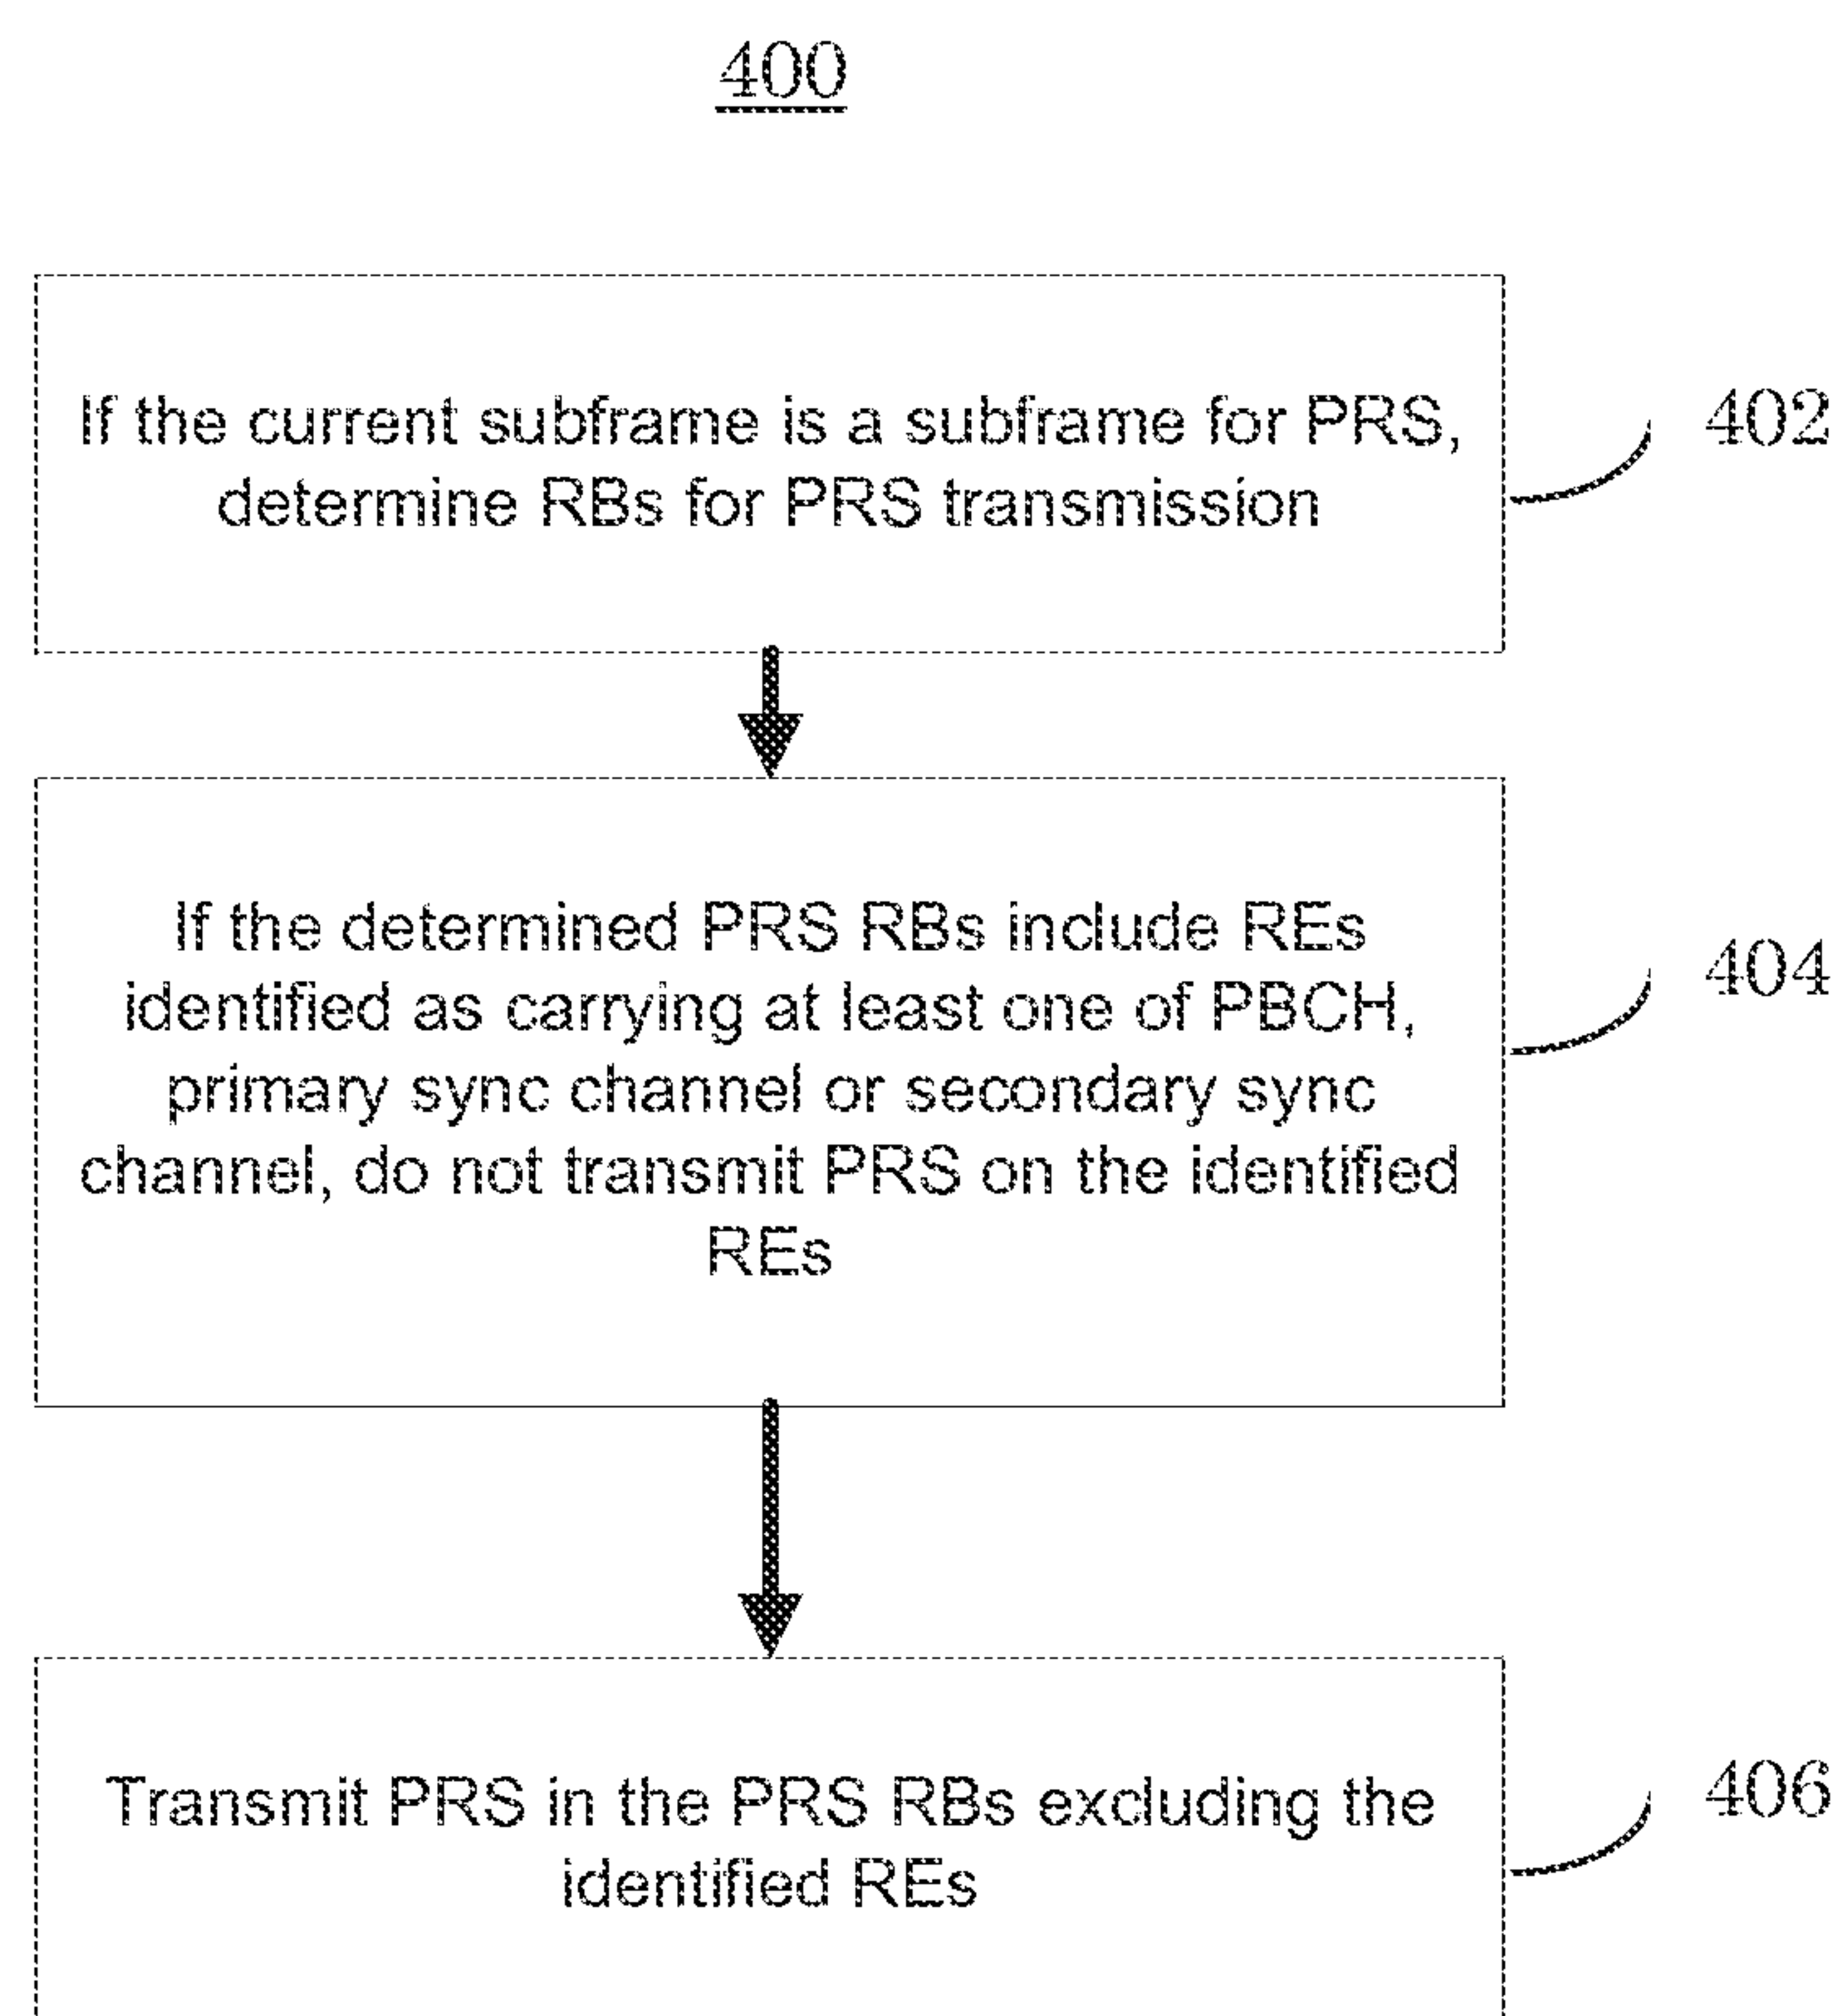 400
If the current subframe is a subframe for PRS,
determine RBs for PRS transmission
402
If the determined PRS RBs include REs
identified as carrying at least one of PBCH,
primary sync channel or secondary sync
channel, do not transmit PRS on the identified
REs
404
Transmit PRS in the PRS RBs excluding the
identified REs
406